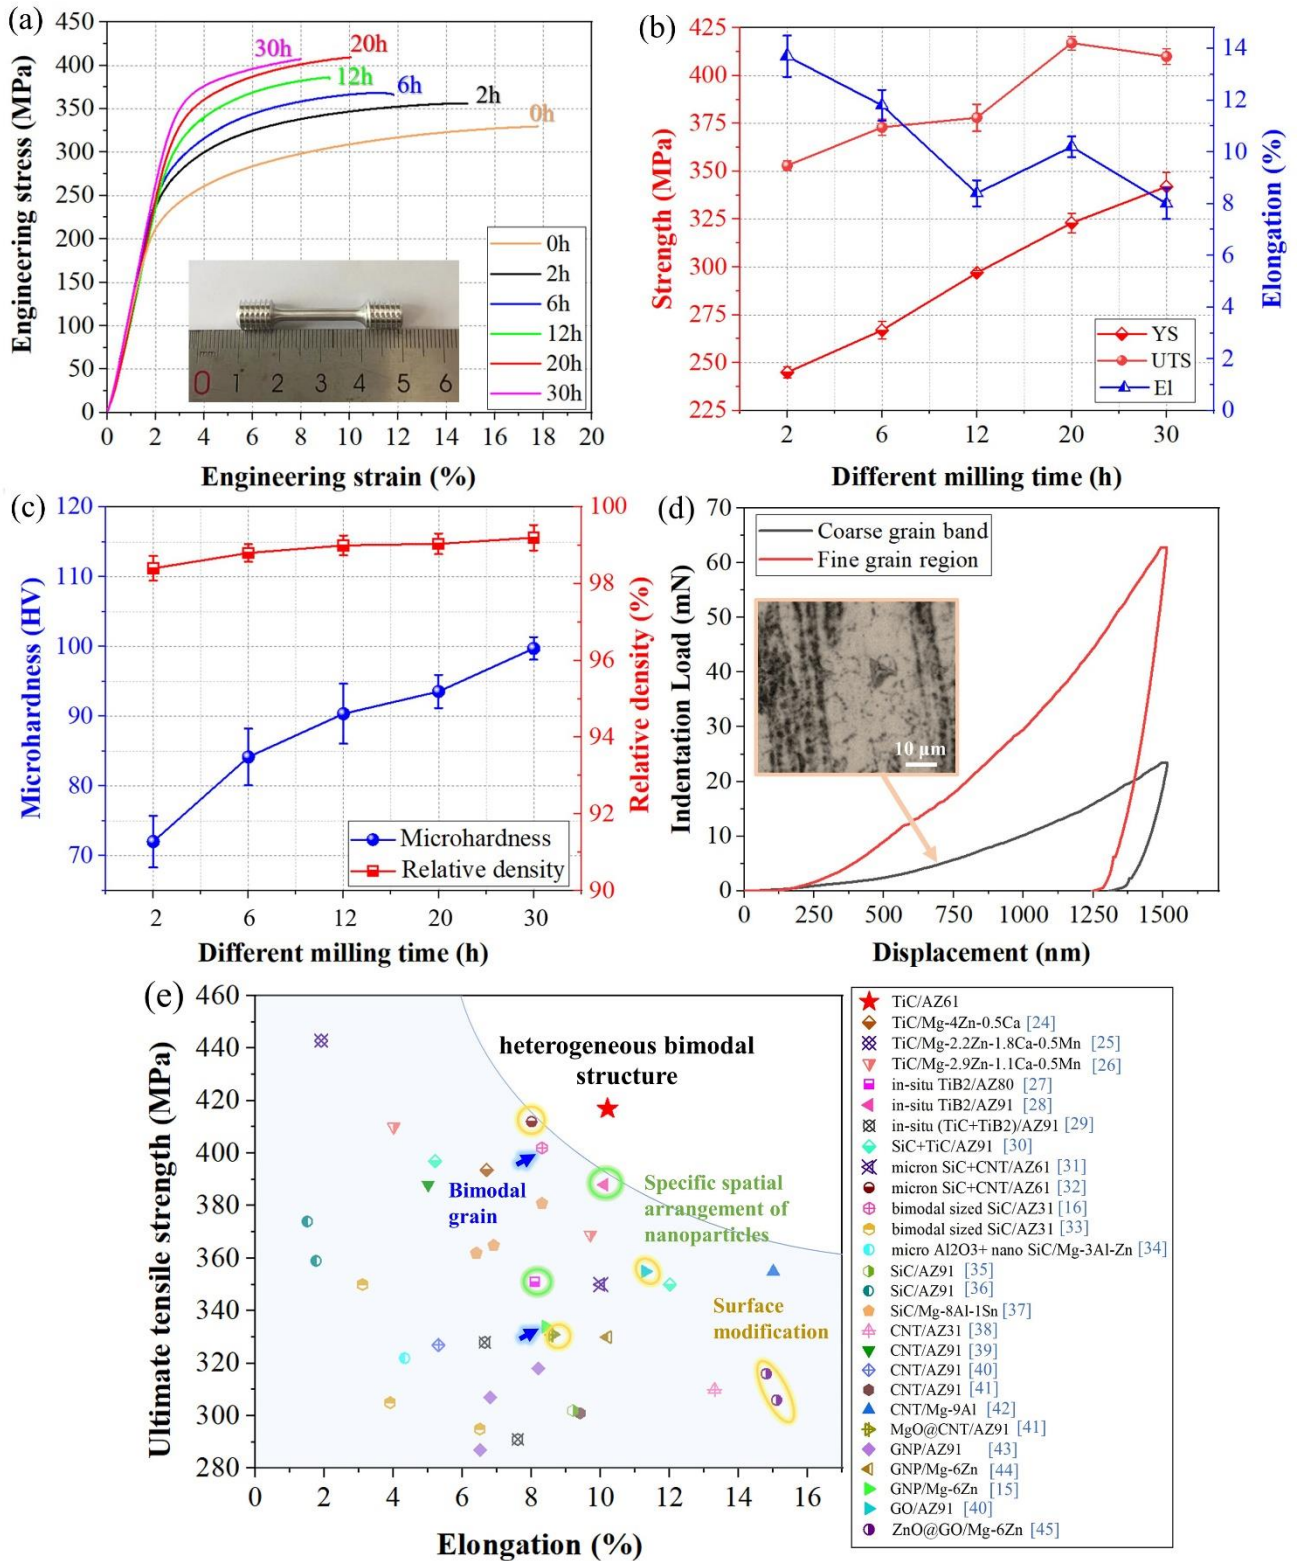 (a)
450
400
350
300
250
200
150
100
50
0
Engineering stress (MPa)
30h
20h
12h
6h
2h
0h
0h
2h
6h
12h
20h
30h
0 1 2 3 4 5 6
0 2 4 6 8 10 12 14 16 18 20
Engineering strain (%)
(b)
425
400
375
350
325
300
275
250
225
Strength (MPa)
14
12
10
8
6
4
2
0
Elongation (%)
YS
UTS
El
2 6 12 20 30
Different milling time (h)
(c)
120
110
100
90
80
70
Microhardness (HV)
100
98
96
94
92
90
Relative density (%)
Microhardness
Relative density
2 6 12 20 30
Different milling time (h)
(d)
70
60
50
40
30
20
10
0
Indentation Load (mN)
Coarse grain band
Fine grain region
10 μm
0 250 500 750 1000 1250 1500
Displacement (nm)
(e)
460
440
420
400
380
360
340
320
300
280
Ultimate tensile strength (MPa)
heterogeneous bimodal
structure
Bimodal
grain
Specific spatial
arrangement of
nanoparticles
Surface
modification
0 2 4 6 8 10 12 14 16
Elongation (%)
TiC/AZ61
TiC/Mg-4Zn-0.5Ca [24]
TiC/Mg-2.2Zn-1.8Ca-0.5Mn [25]
TiC/Mg-2.9Zn-1.1Ca-0.5Mn [26]
in-situ TiB2/AZ80 [27]
in-situ TiB2/AZ91 [28]
in-situ (TiC+TiB2)/AZ91 [29]
SiC+TiC/AZ91 [30]
micron SiC+CNT/AZ61 [31]
micron SiC+CNT/AZ61 [32]
bimodal sized SiC/AZ31 [16]
bimodal sized SiC/AZ31 [33]
micro Al2O3+ nano SiC/Mg-3Al-Zn [34]
SiC/AZ91 [35]
SiC/AZ91 [36]
SiC/Mg-8Al-1Sn [37]
CNT/AZ31 [38]
CNT/AZ91 [39]
CNT/AZ91 [40]
CNT/AZ91 [41]
CNT/Mg-9Al [42]
MgO@CNT/AZ91 [41]
GNP/AZ91 [43]
GNP/Mg-6Zn [44]
GNP/Mg-6Zn [15]
GO/AZ91 [40]
ZnO@GO/Mg-6Zn [45]